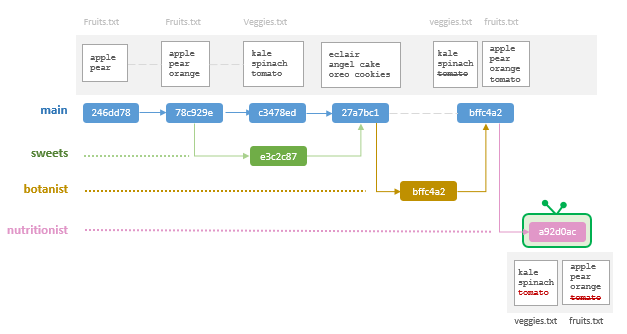 Fruits.txt
Fruits.txt
Veggies.txt
veggies.txt
fruits.txt
apple
pear
apple
pear
orange
kale
spinach
tomato
eclair
angel cake
oreo cookies
kale
spinach
tomato
apple
pear
orange
tomato
main
246dd78
78c929e
c3478ed
27a7bc1
bffc4a2
sweets
e3c2c87
botanist
bffc4a2
nutritionist
a92d0ac
kale
spinach
tomato
apple
pear
orange
tomato
veggies.txt
fruits.txt